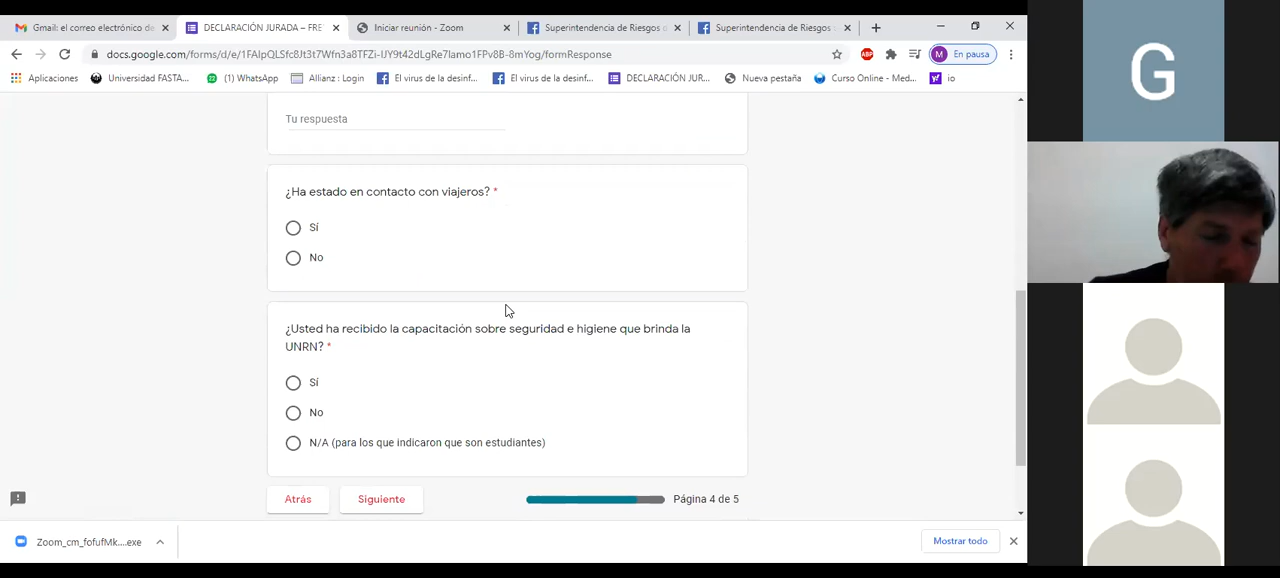 Gmail: el correo electrónico de
DECLARACIÓN JURADA – FRE
Iniciar reunión - Zoom
Superintendencia de Riesgos
Superintendencia de Riesgos
docs.google.com/forms/d/e/1FAIpQLSfc8Jt3t7Wfn3a8TFZi-UY9t42dLgRe7Iamo1FPv8B-8mYog/formResponse
ABP
M
En pausa
Aplicaciones
Universidad FASTA...
22
(1) WhatsApp
Allianz : Login
El virus de la desinf...
El virus de la desinf...
DECLARACIÓN JUR...
Nueva pestaña
Curso Online - Med...
io
G
Tu respuesta
¿Ha estado en contacto con viajeros? *
Sí
No
¿Usted ha recibido la capacitación sobre seguridad e higiene que brinda la
UNRN? *
Sí
No
N/A (para los que indicaron que son estudiantes)
Atrás
Siguiente
Página 4 de 5
Zoom_cm_fofufMk....exe
Mostrar todo